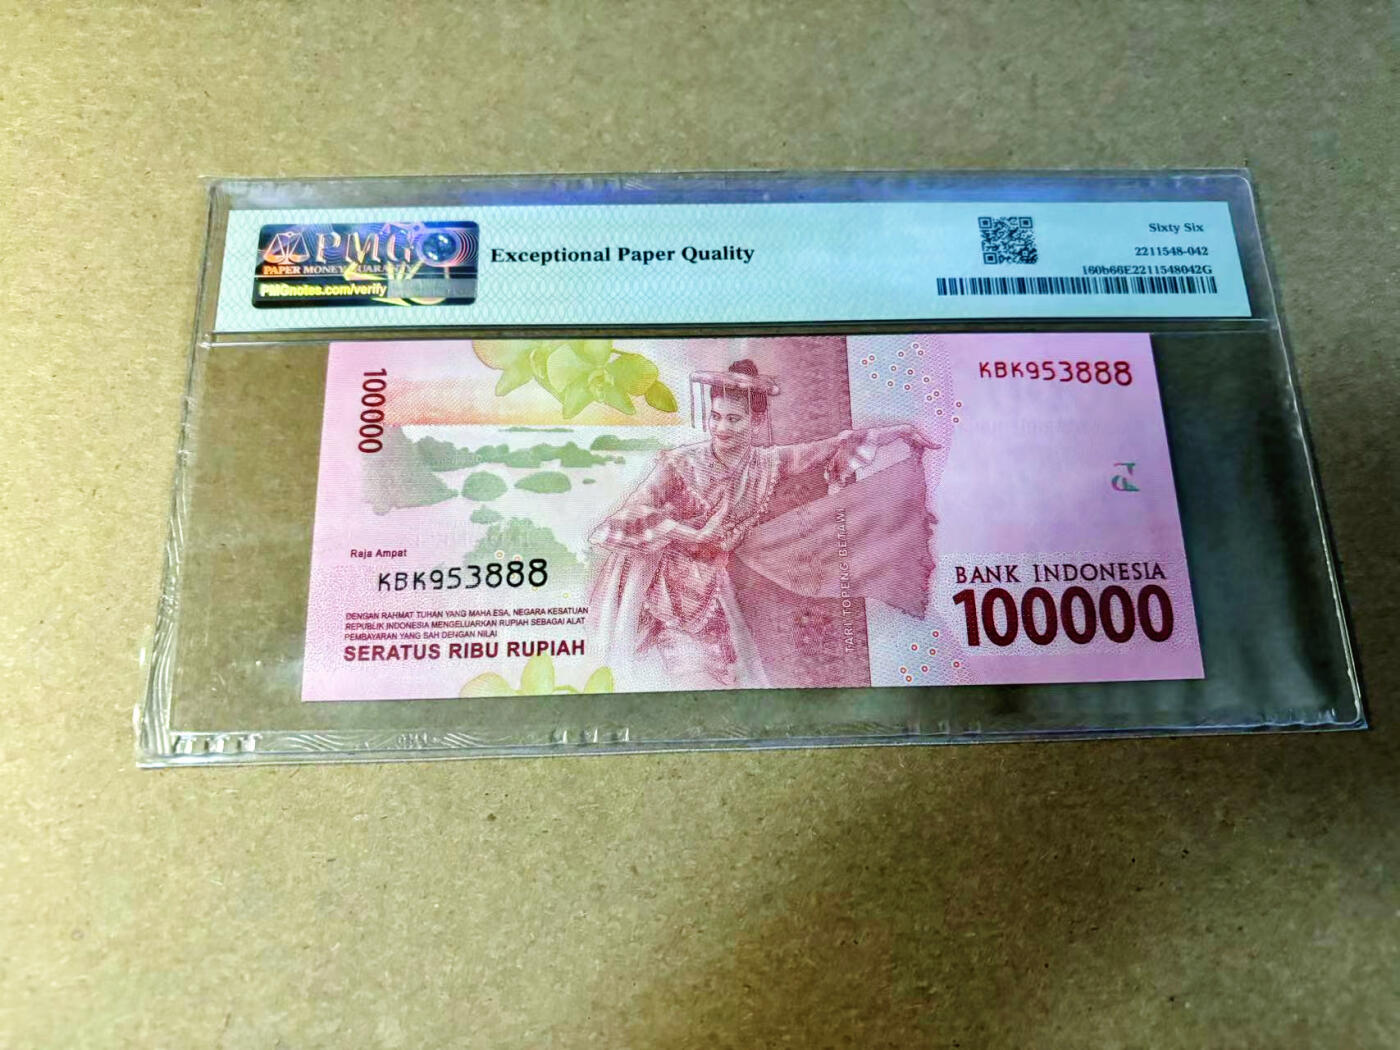 PMG
PAPER MONEY GUARANTY
PMGnotes.com/verify
Exceptional Paper Quality
Sixty Six
2211548-042
160b66E2211548042G
100000
KBK953888
Raja Ampat
KBK953888
DENGAN RAHMAT TUHAN YANG MAHA ESA, NEGARA KESATUAN
REPUBLIK INDONESIA MENGELUARKAN RUPIAH SEBAGAI ALAT
PEMBAYARAN YANG SAH DENGAN NILAI
SERATUS RIBU RUPIAH
TARI TOPENG BETAWI
BANK INDONESIA
100000